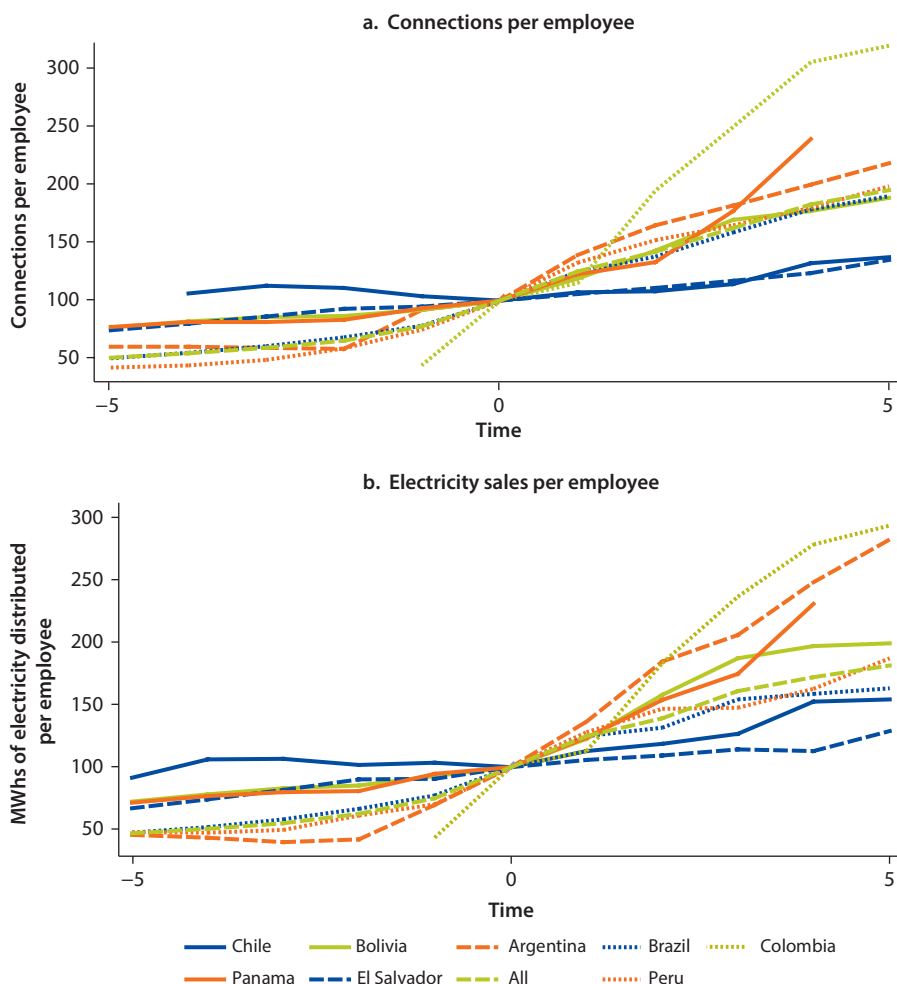 a. Connections per employee
Connections per employee
300
250
200
150
100
50
−5
0
5
Time
b. Electricity sales per employee
MWhs of electricity distributed
per employee
300
250
200
150
100
50
−5
0
5
Time
Chile
Bolivia
Argentina
Brazil
Colombia
Panama
El Salvador
All
Peru